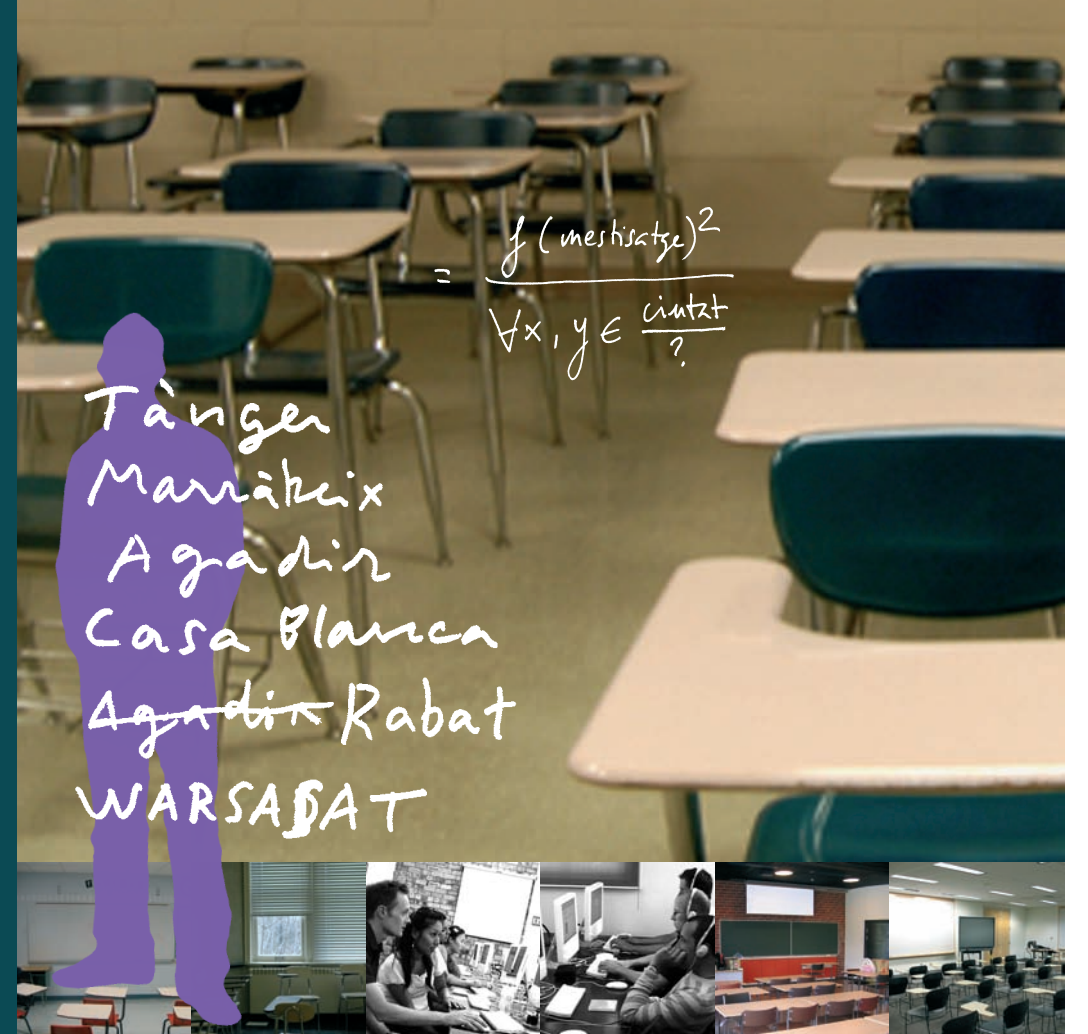 = f (mestisatge)² / ∀x, y ∈ ciutat / ?
Tànger
Marràkeix
Agadir
Casa Blanca
Agadir Rabat
WARSABAT